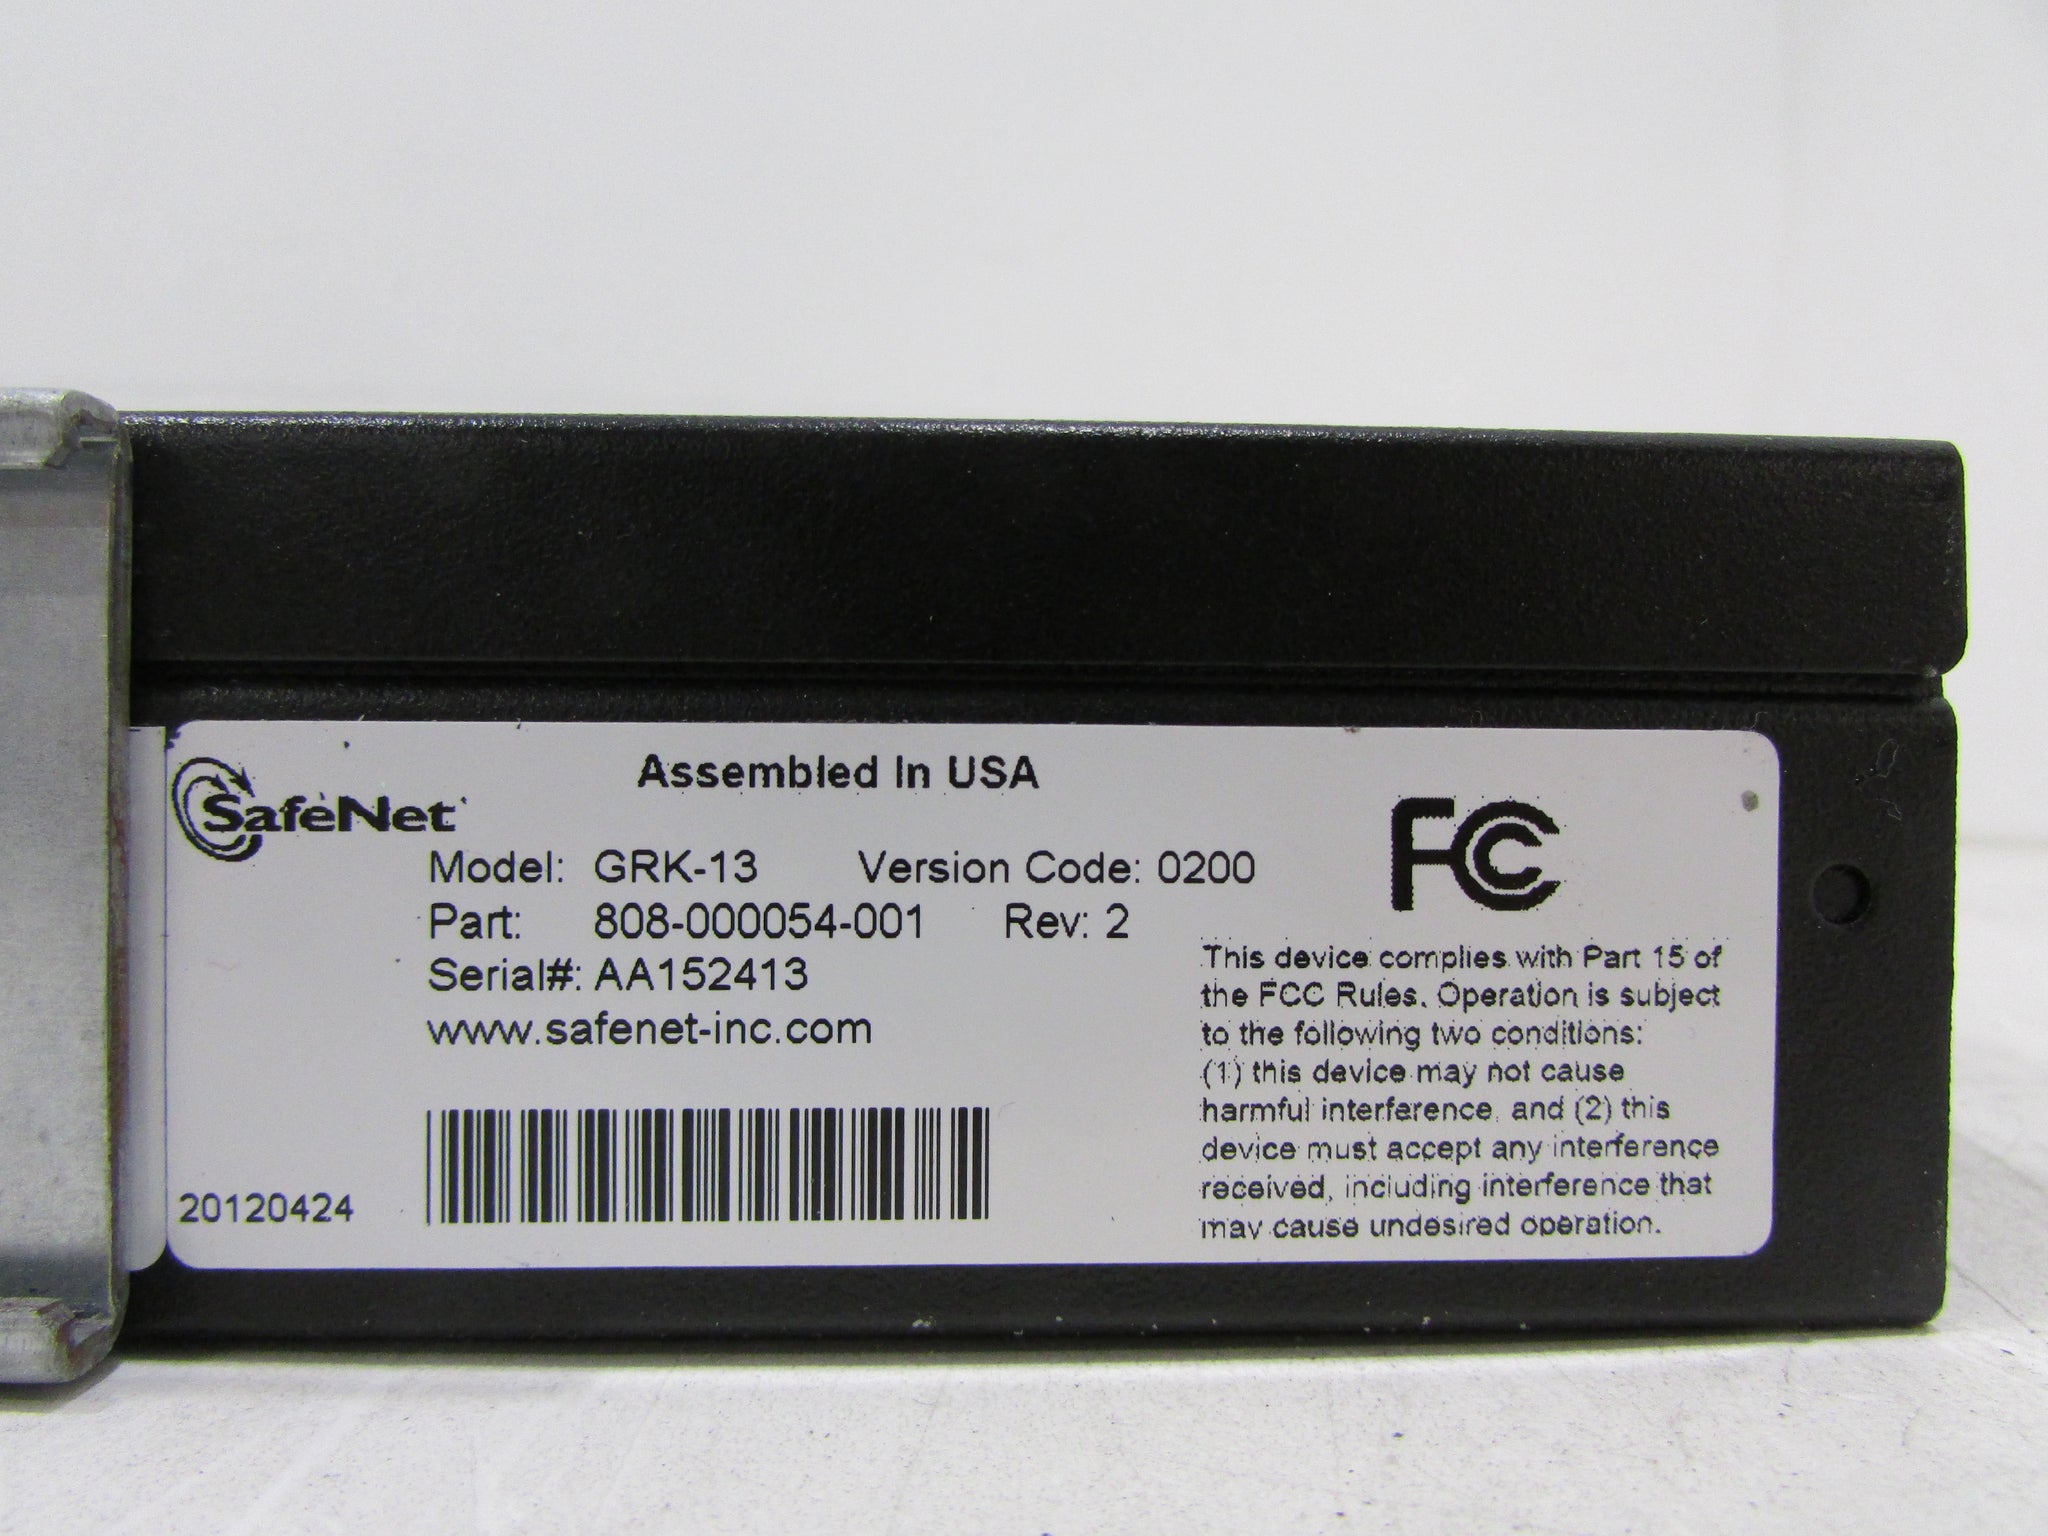 SafeNet
Assembled In USA
FC
Model: GRK-13 Version Code: 0200
Part: 808-000054-001 Rev: 2
Serial#: AA152413
www.safenet-inc.com
20120424
This device complies with Part 15 of
the FCC Rules. Operation is subject
to the following two conditions:
(1) this device may not cause
harmful interference, and (2) this
device must accept any interference
received, including interference that
may cause undesired operation.